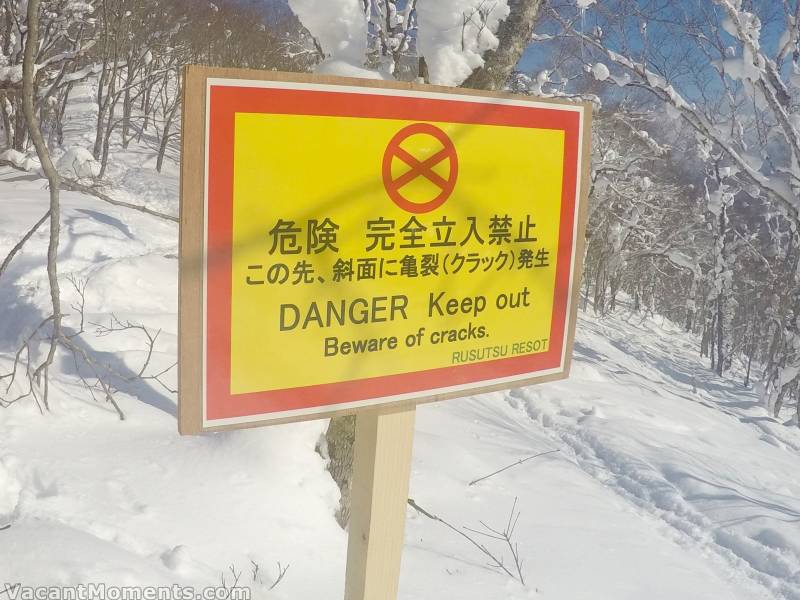 危険 完全立入禁止
この先、斜面に亀裂(クラック)発生
DANGER Keep out
Beware of cracks.
RUSUTSU RESOT
VacantMoments.com